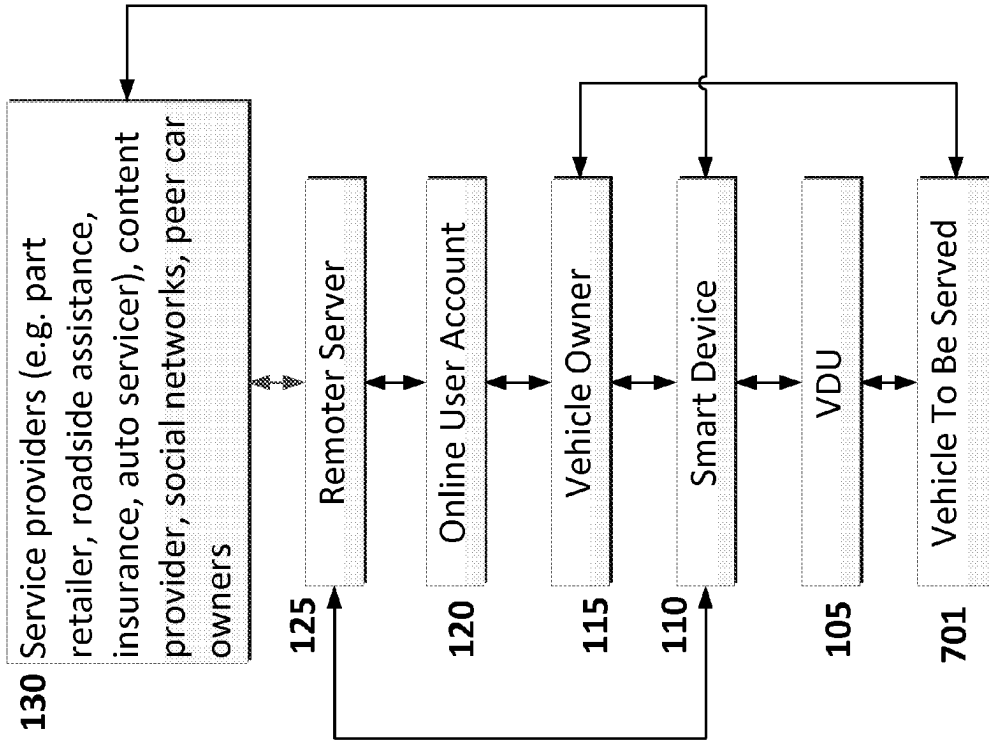 130 Service providers (e.g. part
retailer, roadside assistance,
insurance, auto servicer), content
provider, social networks, peer car
owners
125
Remoter Server
120
Online User Account
115
Vehicle Owner
110
Smart Device
105
VDU
701
Vehicle To Be Served